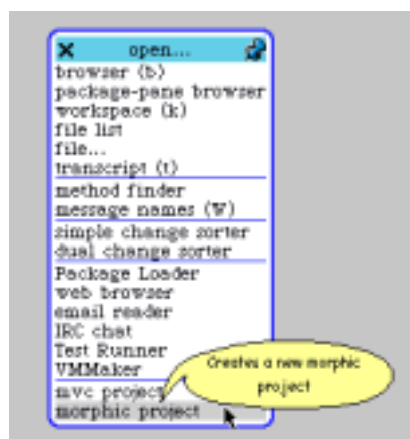 open...
browser (b)
package-pane browser
workspace (k)
file list
file...
transcript (t)
method finder
message names (W)
simple change sorter
dual change sorter
Package Loader
web browser
email reader
IRC chat
Test Runner
VMMaker
mvc project
morphic project
Creates a new morphic
project